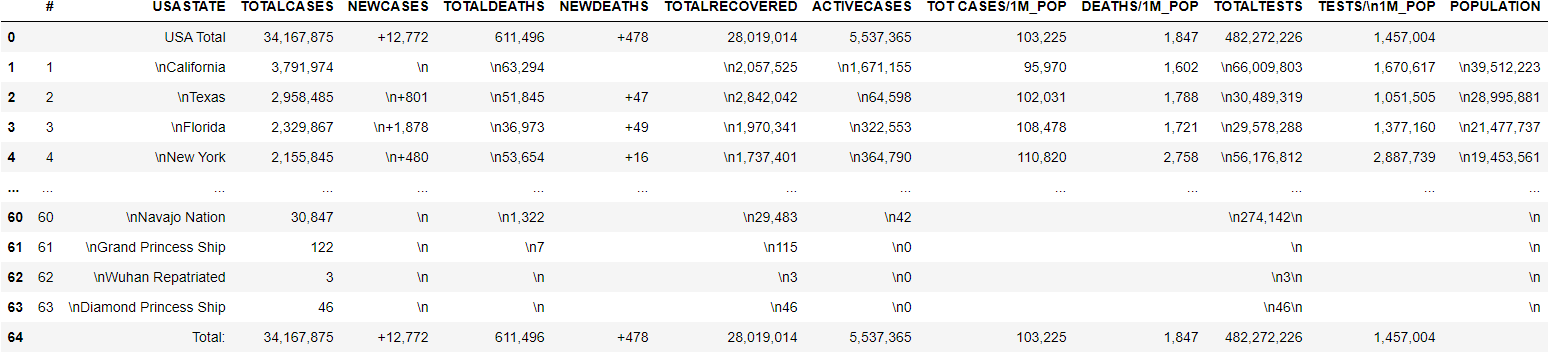 # USASTATE TOTALCASES NEWCASES TOTALDEATHS NEWDEATHS TOTALRECOVERED ACTIVECASES TOT CASES/1M_POP DEATHS/1M_POP TOTALTESTS TESTS/\n1M_POP POPULATION
0 USA Total 34,167,875 +12,772 611,496 +478 28,019,014 5,537,365 103,225 1,847 482,272,226 1,457,004
1 1 \nCalifornia 3,791,974 \n \n63,294 \n2,057,525 \n1,671,155 95,970 1,602 \n66,009,803 1,670,617 \n39,512,223
2 2 \nTexas 2,958,485 \n+801 \n51,845 +47 \n2,842,042 \n64,598 102,031 1,788 \n30,489,319 1,051,505 \n28,995,881
3 3 \nFlorida 2,329,867 \n+1,878 \n36,973 +49 \n1,970,341 \n322,553 108,478 1,721 \n29,578,288 1,377,160 \n21,477,737
4 4 \nNew York 2,155,845 \n+480 \n53,654 +16 \n1,737,401 \n364,790 110,820 2,758 \n56,176,812 2,887,739 \n19,453,561
... ... ... ... ... ... ... ... ... ... ... ... ... ...
60 60 \nNavajo Nation 30,847 \n \n1,322 \n29,483 \n42 \n274,142\n \n
61 61 \nGrand Princess Ship 122 \n \n7 \n115 \n0 \n \n
62 62 \nWuhan Repatriated 3 \n \n \n3 \n0 \n3\n \n
63 63 \nDiamond Princess Ship 46 \n \n \n46 \n0 \n46\n \n
64 Total: 34,167,875 +12,772 611,496 +478 28,019,014 5,537,365 103,225 1,847 482,272,226 1,457,004